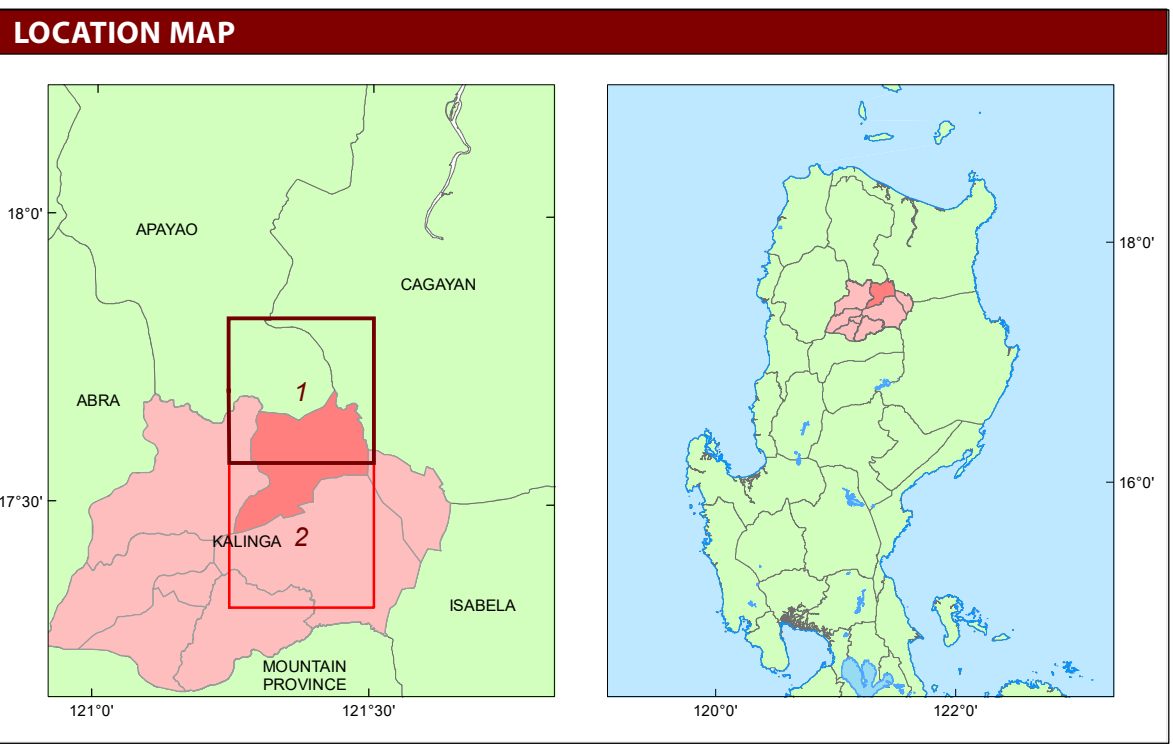 LOCATION MAP
18°0'
APAYAO
CAGAYAN
1
ABRA
17°30'
KALINGA
2
ISABELA
MOUNTAIN
PROVINCE
121°0'
121°30'
18°0'
16°0'
120°0'
122°0'